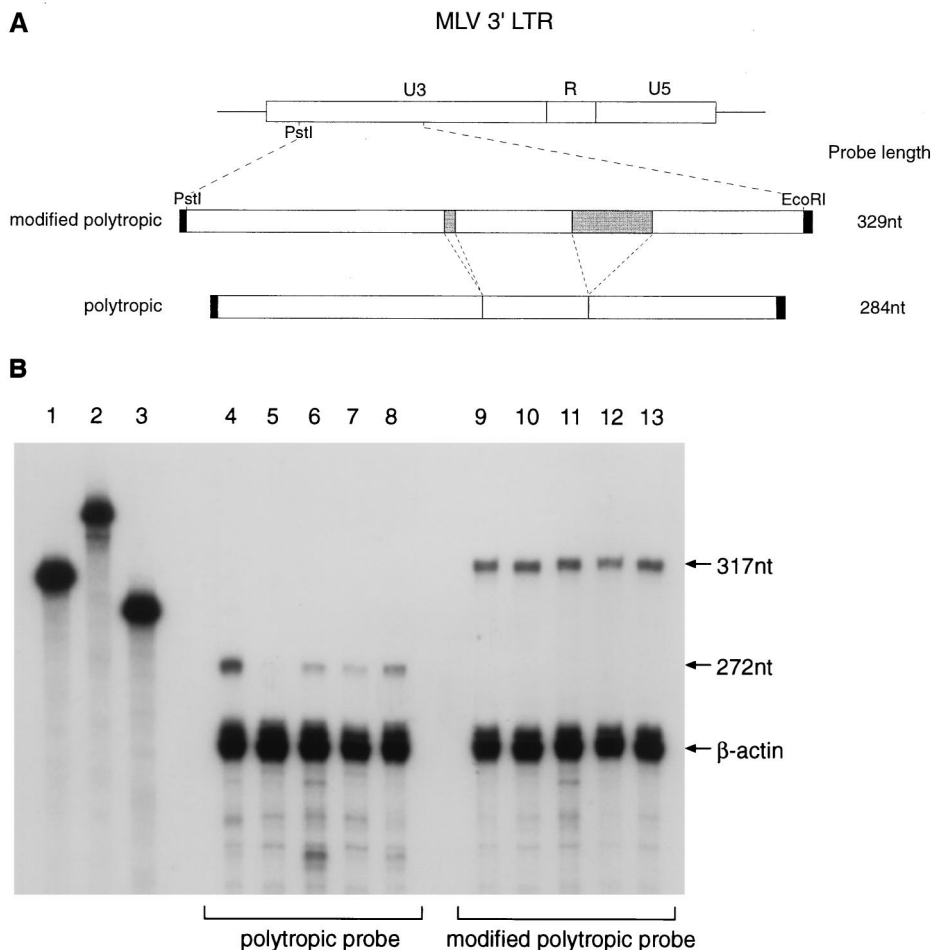 A
MLV 3' LTR
U3 R U5
PstI
Probe length
PstI EcoRI
modified polytropic 329nt
polytropic 284nt
B
1 2 3 4 5 6 7 8 9 10 11 12 13
317nt
272nt
β-actin
polytropic probe modified polytropic probe